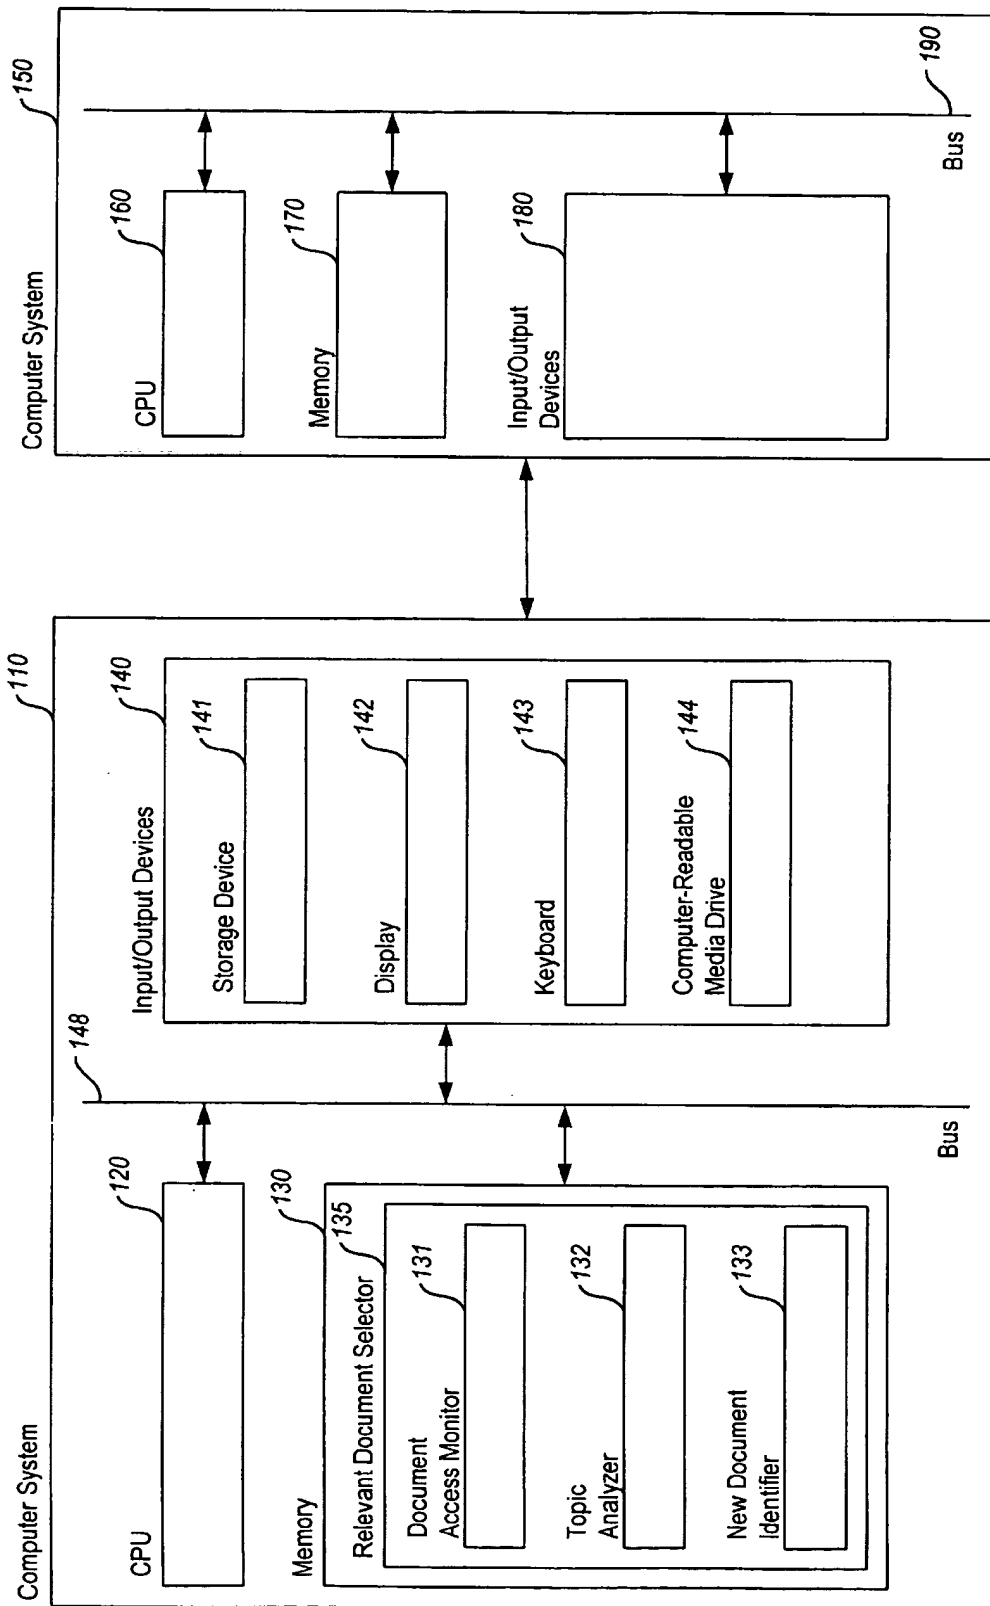 Computer System
110
CPU
120
148
Memory
130
Relevant Document Selector
135
Document
Access Monitor
131
Topic
Analyzer
132
New Document
Identifier
133
Bus
Input/Output Devices
140
Storage Device
141
Display
142
Keyboard
143
Computer-Readable
Media Drive
144
Computer System
150
CPU
160
Memory
170
Input/Output
Devices
180
Bus
190